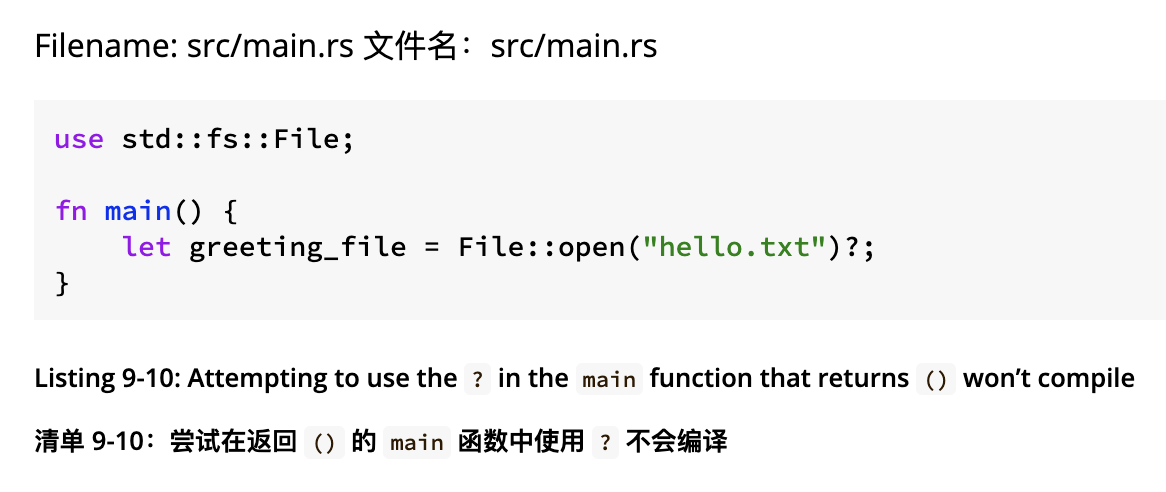 Filename: src/main.rs 文件名：src/main.rs
use std::fs::File;
fn main() {
    let greeting_file = File::open("hello.txt")?;
}
Listing 9-10: Attempting to use the ? in the main function that returns () won’t compile
清单 9-10：尝试在返回 () 的 main 函数中使用 ? 不会编译